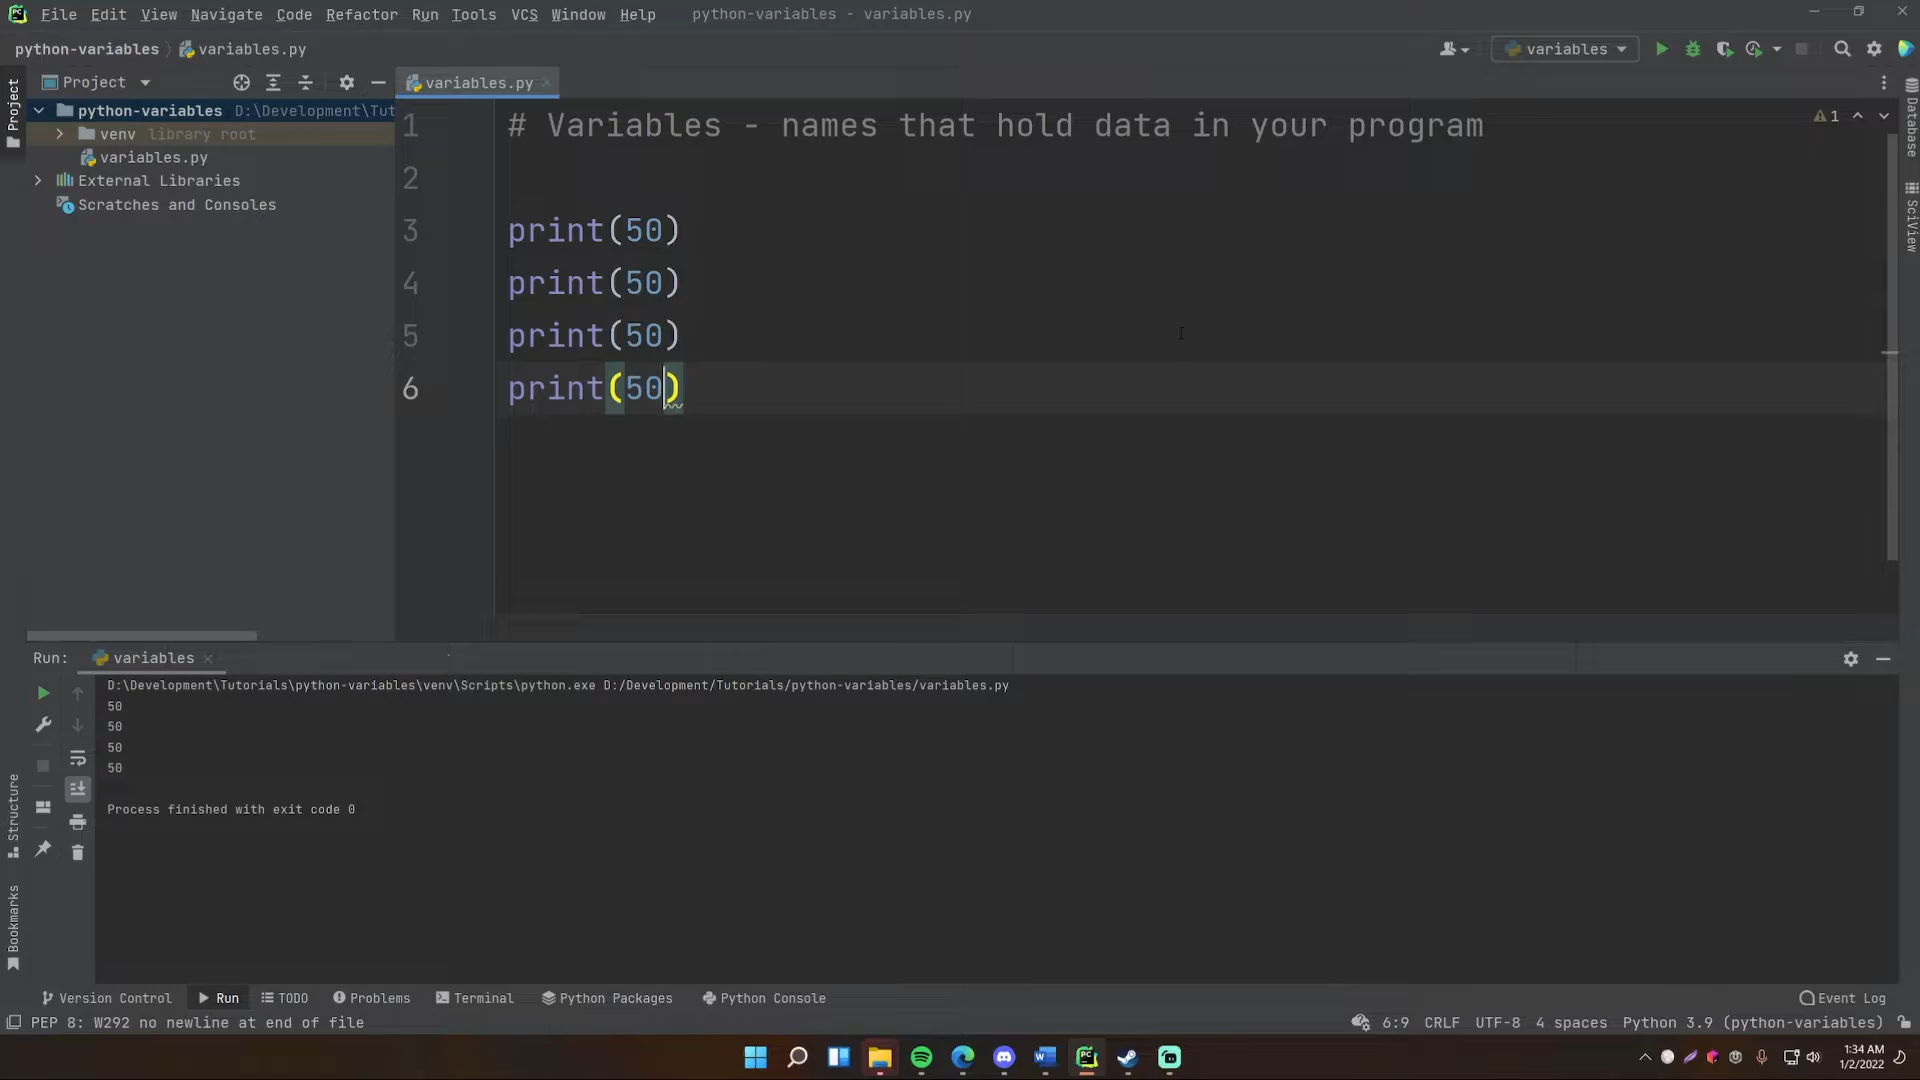 File Edit View Navigate Code Refactor Run Tools VCS Window Help python-variables - variables.py
python-variables variables.py
variables
Project
variables.py
Project
python-variables D:\Development\Tut
venv library root
variables.py
External Libraries
Scratches and Consoles
1 # Variables - names that hold data in your program
2
3 print(50)
4 print(50)
5 print(50)
6 print(50)
1
Database
SciView
Run: variables
D:\Development\Tutorials\python-variables\venv\Scripts\python.exe D:/Development/Tutorials/python-variables/variables.py
50
50
50
50
Process finished with exit code 0
Structure
Bookmarks
Version Control Run TODO Problems Terminal Python Packages Python Console Event Log
PEP 8: W292 no newline at end of file 6:9 CRLF UTF-8 4 spaces Python 3.9 (python-variables)
1:34 AM
1/2/2022